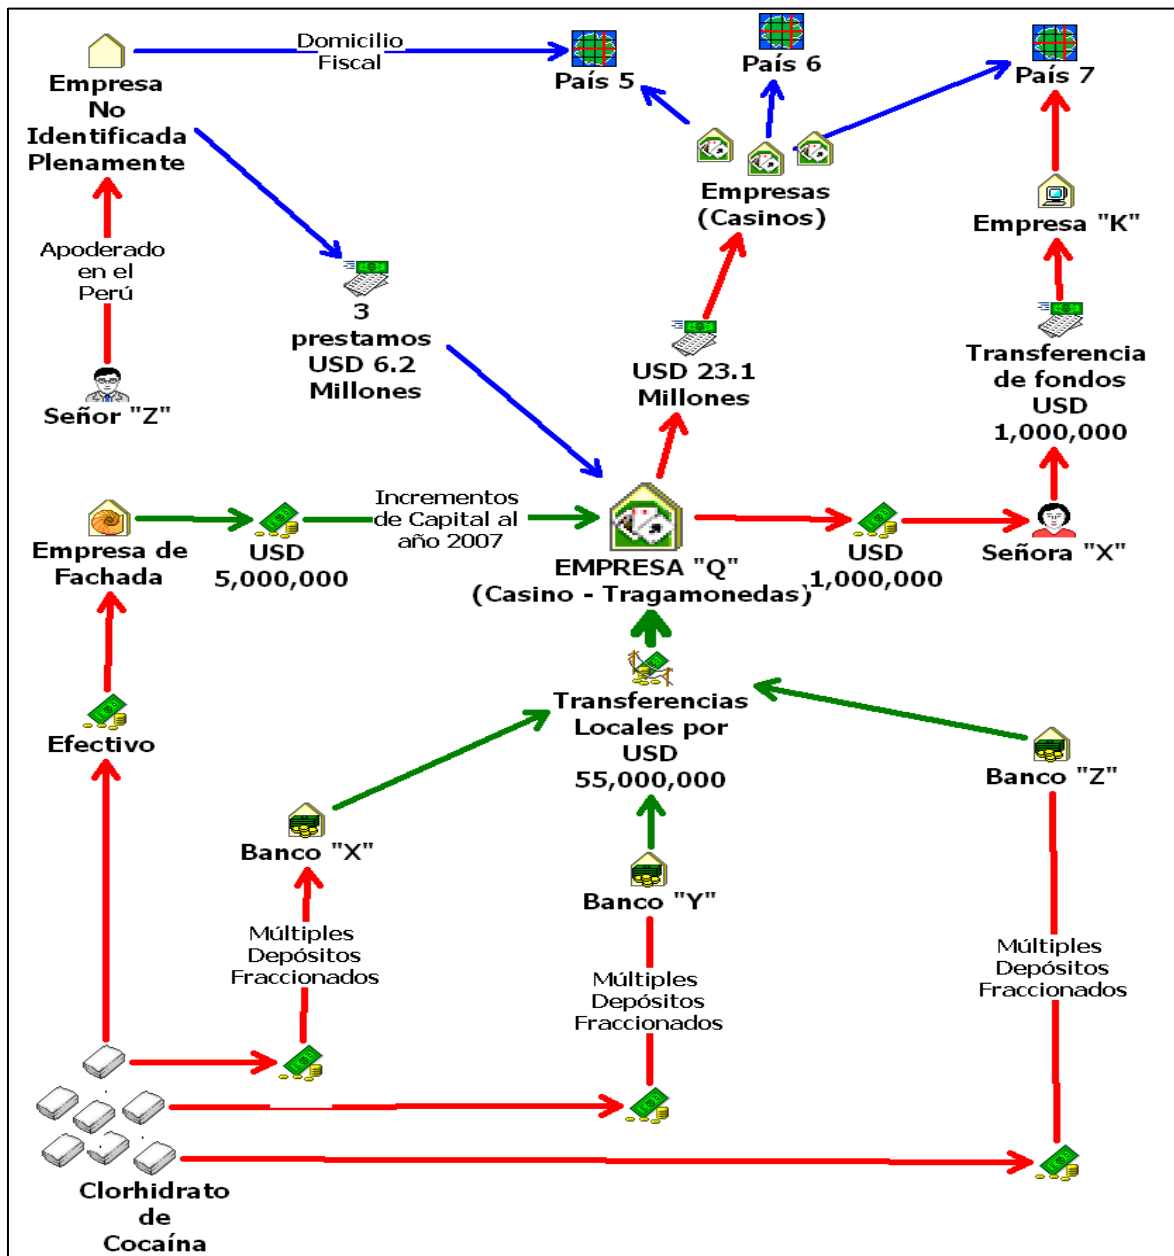 Domicilio
Fiscal
Empresa
No
Identificada
Plenamente
País 5
País 6
País 7
Empresas
(Casinos)
Empresa "K"
Apoderado
en el
Perú
Señor "Z"
3
prestamos
USD 6.2
Millones
USD 23.1
Millones
Transferencia
de fondos
USD
1,000,000
Empresa de
Fachada
USD
5,000,000
Incrementos
de Capital al
año 2007
EMPRESA "Q"
(Casino - Tragamonedas)
USD
1,000,000
Señora "X"
Efectivo
Transferencias
Locales por
USD
55,000,000
Banco "X"
Banco "Y"
Banco "Z"
Múltiples
Depósitos
Fraccionados
Múltiples
Depósitos
Fraccionados
Múltiples
Depósitos
Fraccionados
Clorhidrato
de
Cocaína